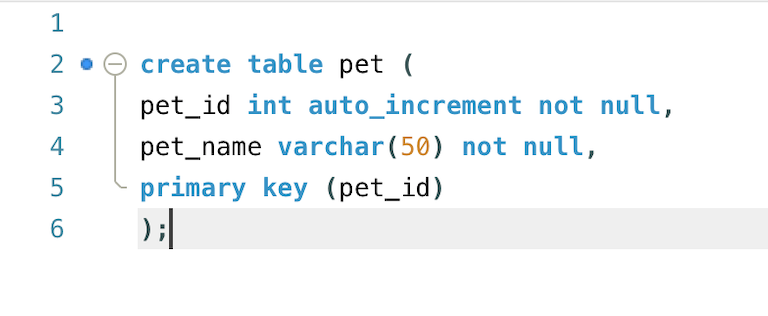 1
2 create table pet (
3 pet_id int auto_increment not null,
4 pet_name varchar(50) not null,
5 primary key (pet_id)
6 );